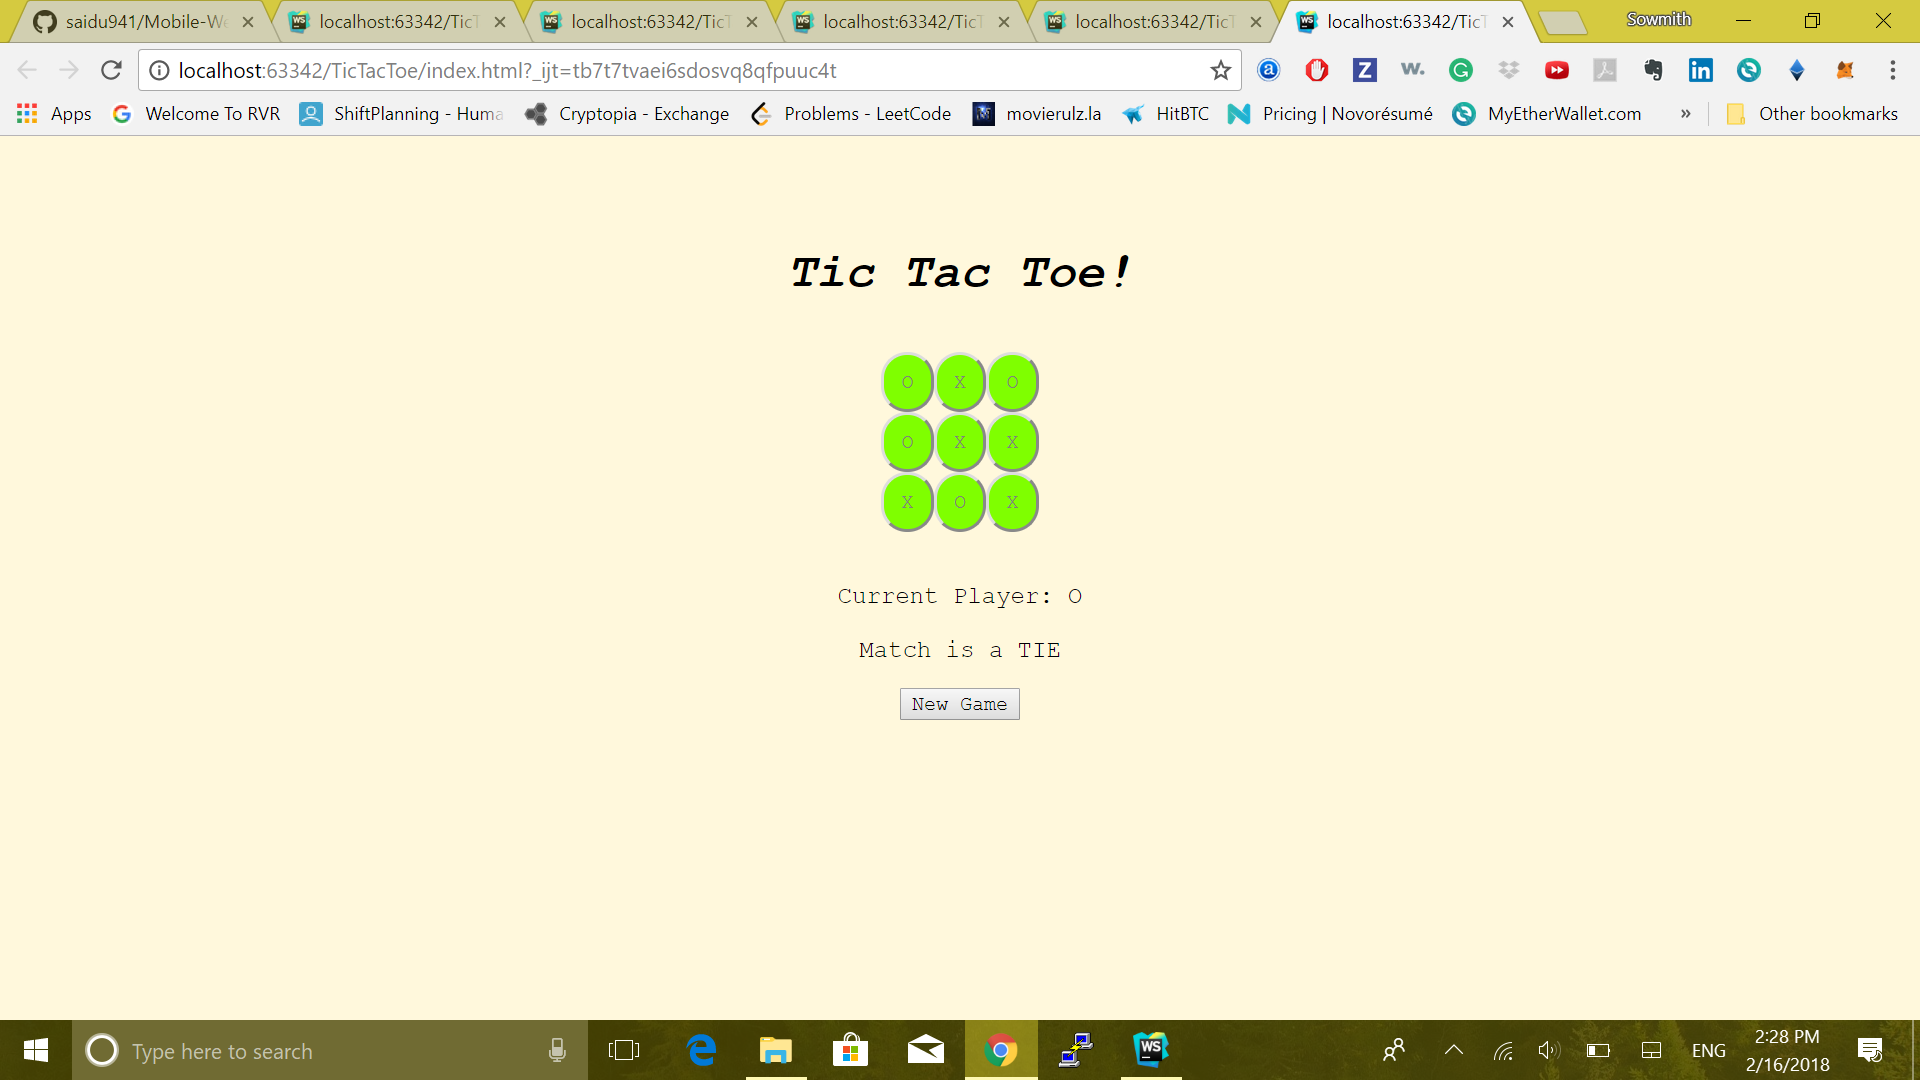 saidu941/Mobile-We localhost:63342/TicT localhost:63342/TicT localhost:63342/TicT localhost:63342/TicT localhost:63342/TicT Sowmith
localhost:63342/TicTacToe/index.html?_ijt=tb7t7tvaei6sdosvq8qfpuuc4t
Apps Welcome To RVR ShiftPlanning - Huma Cryptopia - Exchange Problems - LeetCode movierulz.la HitBTC Pricing | Novorésumé MyEtherWallet.com » Other bookmarks
Tic Tac Toe!
O X O
O X X
X O X
Current Player: O
Match is a TIE
New Game
Type here to search ENG 2:28 PM
2/16/2018